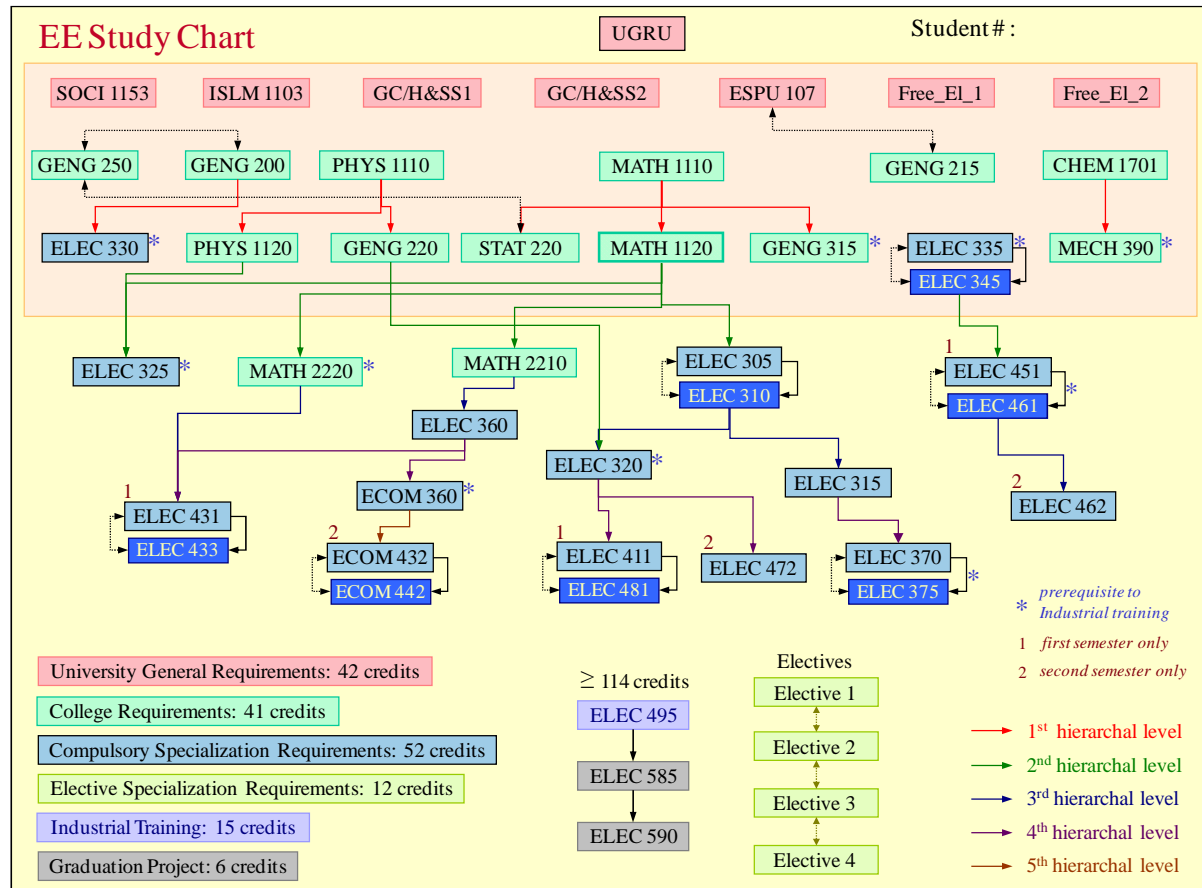 EE Study Chart
UGRU
Student # :
SOCI 1153
ISLM 1103
GC/H&SS1
GC/H&SS2
ESPU 107
Free_El_1
Free_El_2
GENG 250
GENG 200
PHYS 1110
MATH 1110
GENG 215
CHEM 1701
ELEC 330 *
PHYS 1120
GENG 220
STAT 220
MATH 1120
GENG 315 *
ELEC 335 *
MECH 390 *
ELEC 345
ELEC 325 *
MATH 2220 *
MATH 2210
ELEC 305
1
ELEC 451
ELEC 310
*
ELEC 461
ELEC 360
ELEC 320 *
ELEC 315
2
ELEC 462
ECOM 360 *
1
ELEC 431
ELEC 433
2
ECOM 432
ECOM 442
1
ELEC 411
ELEC 481
2
ELEC 472
ELEC 370
*
ELEC 375
* prerequisite to
Industrial training
1 first semester only
2 second semester only
University General Requirements: 42 credits
College Requirements: 41 credits
Compulsory Specialization Requirements: 52 credits
Elective Specialization Requirements: 12 credits
Industrial Training: 15 credits
Graduation Project: 6 credits
≥ 114 credits
ELEC 495
ELEC 585
ELEC 590
Electives
Elective 1
Elective 2
Elective 3
Elective 4
1st hierarchal level
2nd hierarchal level
3rd hierarchal level
4th hierarchal level
5th hierarchal level